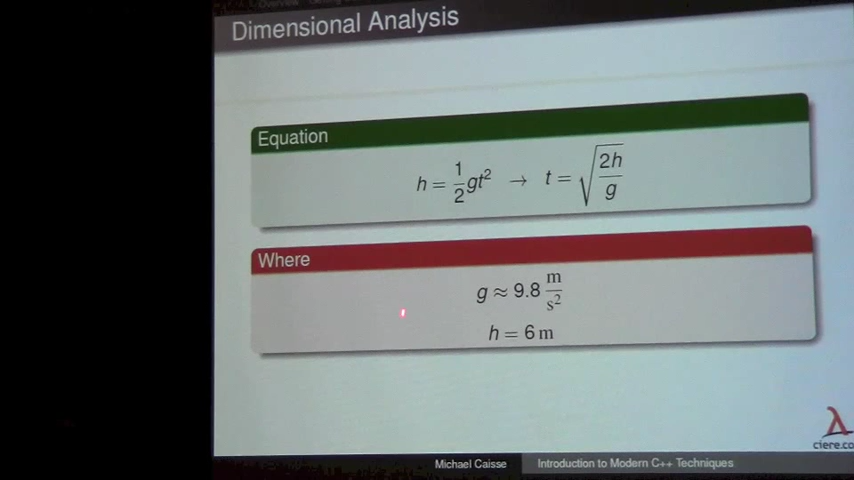 Dimensional Analysis
Equation
h = 1/2 gt² → t = √(2h/g)
Where
g ≈ 9.8 m/s²
h = 6 m
λ
ciere.co
Michael Caisse Introduction to Modern C++ Techniques